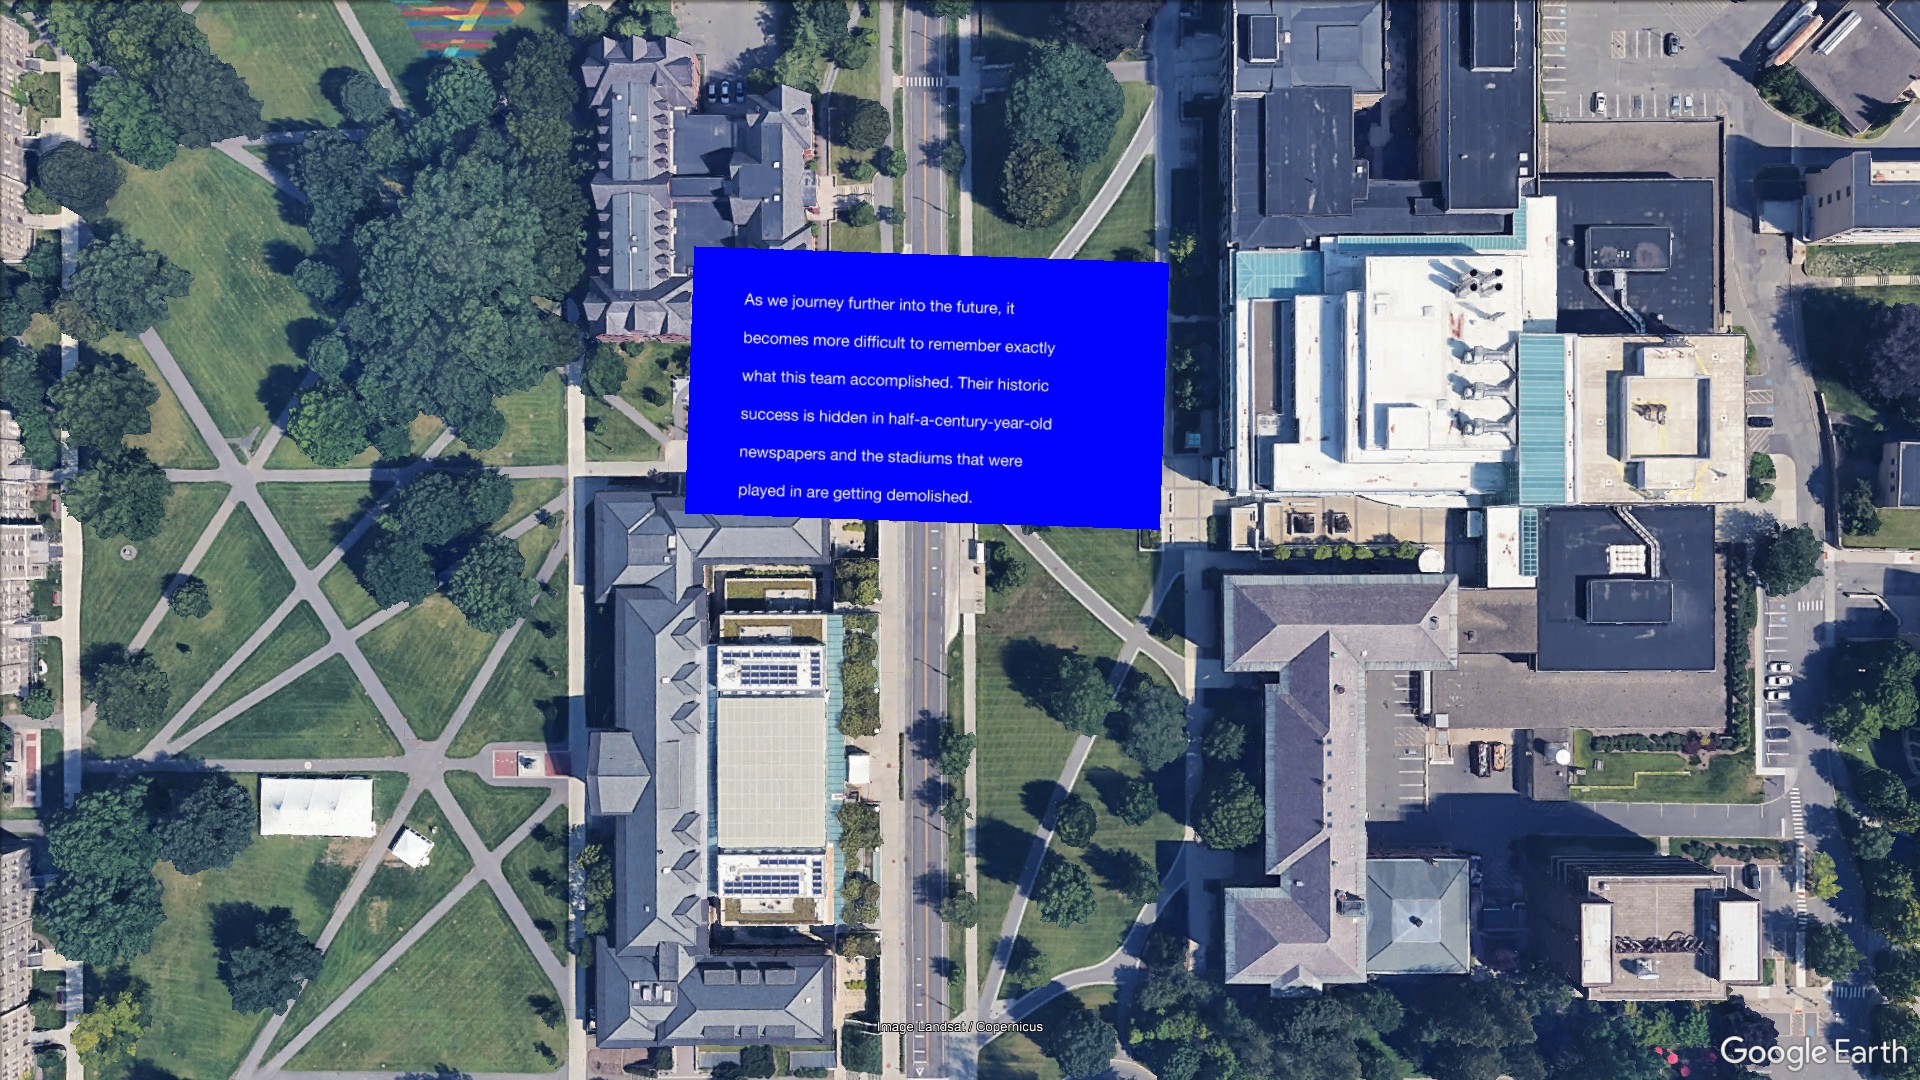 As we journey further into the future, it
becomes more difficult to remember exactly
what this team accomplished. Their historic
success is hidden in half-a-century-year-old
newspapers and the stadiums that were
played in are getting demolished.
Image Landsat / Copernicus
Google Earth